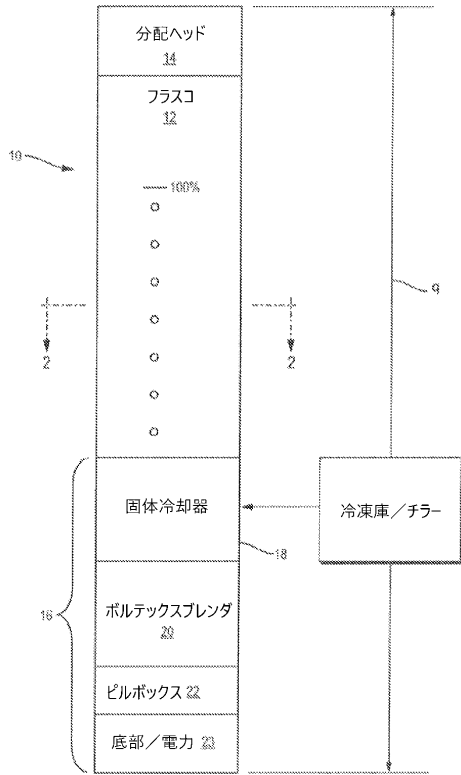 分配ヘッド
14
フラスコ
12
10
100%
9
2
2
固体冷却器
冷凍庫/チラー
18
16
ボルテックスブレンダ
20
ピルボックス 22
底部/電力 23